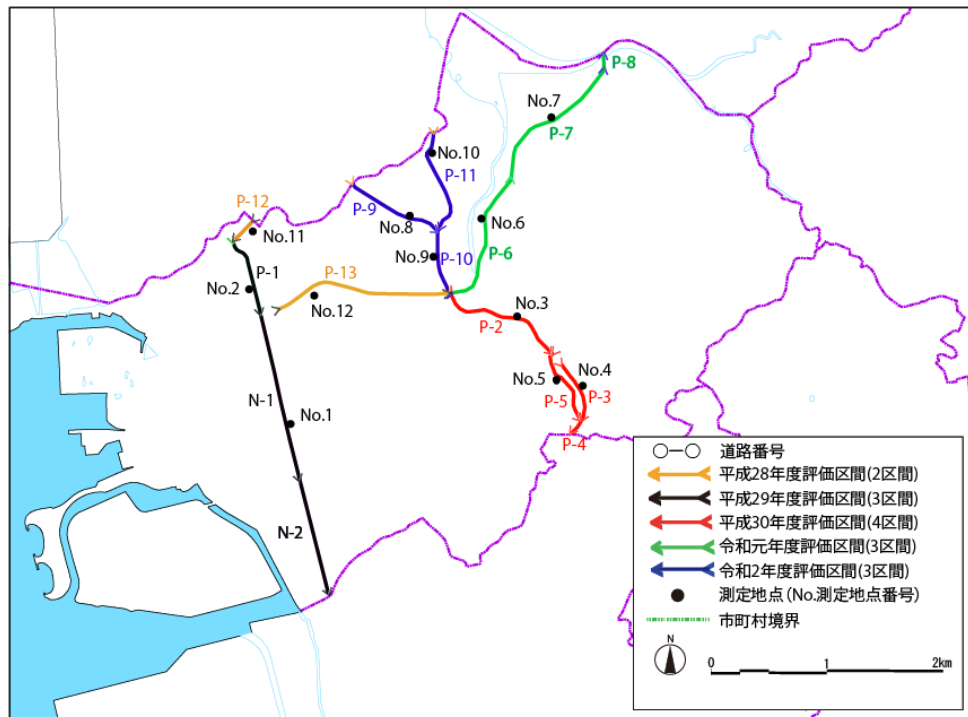 P-8
No.7
P-7
No.10
P-11
P-9
P-12
No.8
No.6
No.11
P-10
No.9
P-6
P-1
P-13
No.2
No.12
No.3
P-2
No.5
No.4
P-5
P-3
N-1
No.1
P-4
N-2
○─○ 道路番号
平成28年度評価区間(2区間)
平成29年度評価区間(3区間)
平成30年度評価区間(4区間)
令和元年度評価区間(3区間)
令和2年度評価区間(3区間)
測定地点(No.測定地点番号)
市町村境界
N
0 1 2km